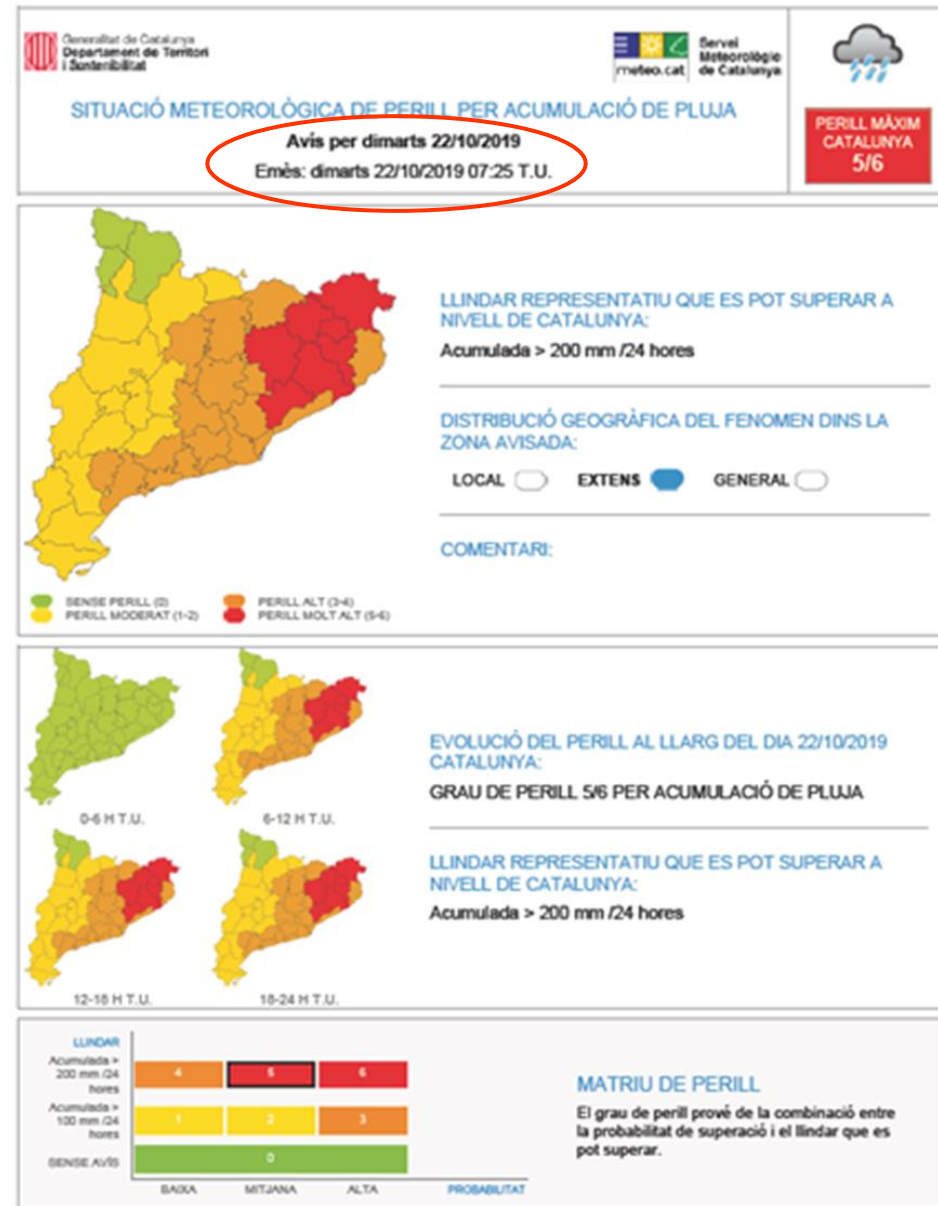 Generalitat de Catalunya
Departament de Territori
i Sostenibilitat
meteo.cat
Servei
Meteorològic
de Catalunya
SITUACIÓ METEOROLÒGICA DE PERILL PER ACUMULACIÓ DE PLUJA
Avís per dimarts 22/10/2019
Emès: dimarts 22/10/2019 07:25 T.U.
PERILL MÀXIM
CATALUNYA
5/6
LLINDAR REPRESENTATIU QUE ES POT SUPERAR A
NIVELL DE CATALUNYA:
Acumulada > 200 mm /24 hores
DISTRIBUCIÓ GEOGRÀFICA DEL FENOMEN DINS LA
ZONA AVISADA:
LOCAL EXTENS GENERAL
COMENTARI:
SENSE PERILL (0) PERILL ALT (3-4)
PERILL MODERAT (1-2) PERILL MOLT ALT (5-6)
0-6 H T.U. 6-12 H T.U.
12-18 H T.U. 18-24 H T.U.
EVOLUCIÓ DEL PERILL AL LLARG DEL DIA 22/10/2019
CATALUNYA:
GRAU DE PERILL 5/6 PER ACUMULACIÓ DE PLUJA
LLINDAR REPRESENTATIU QUE ES POT SUPERAR A
NIVELL DE CATALUNYA:
Acumulada > 200 mm /24 hores
LLINDAR
Acumulada >
200 mm /24
hores
4 5 6
Acumulada >
100 mm /24
hores
1 2 3
SENSE AVÍS
0
BAIXA MITJANA ALTA PROBABILITAT
MATRIU DE PERILL
El grau de perill prové de la combinació entre
la probabilitat de superació i el llindar que es
pot superar.